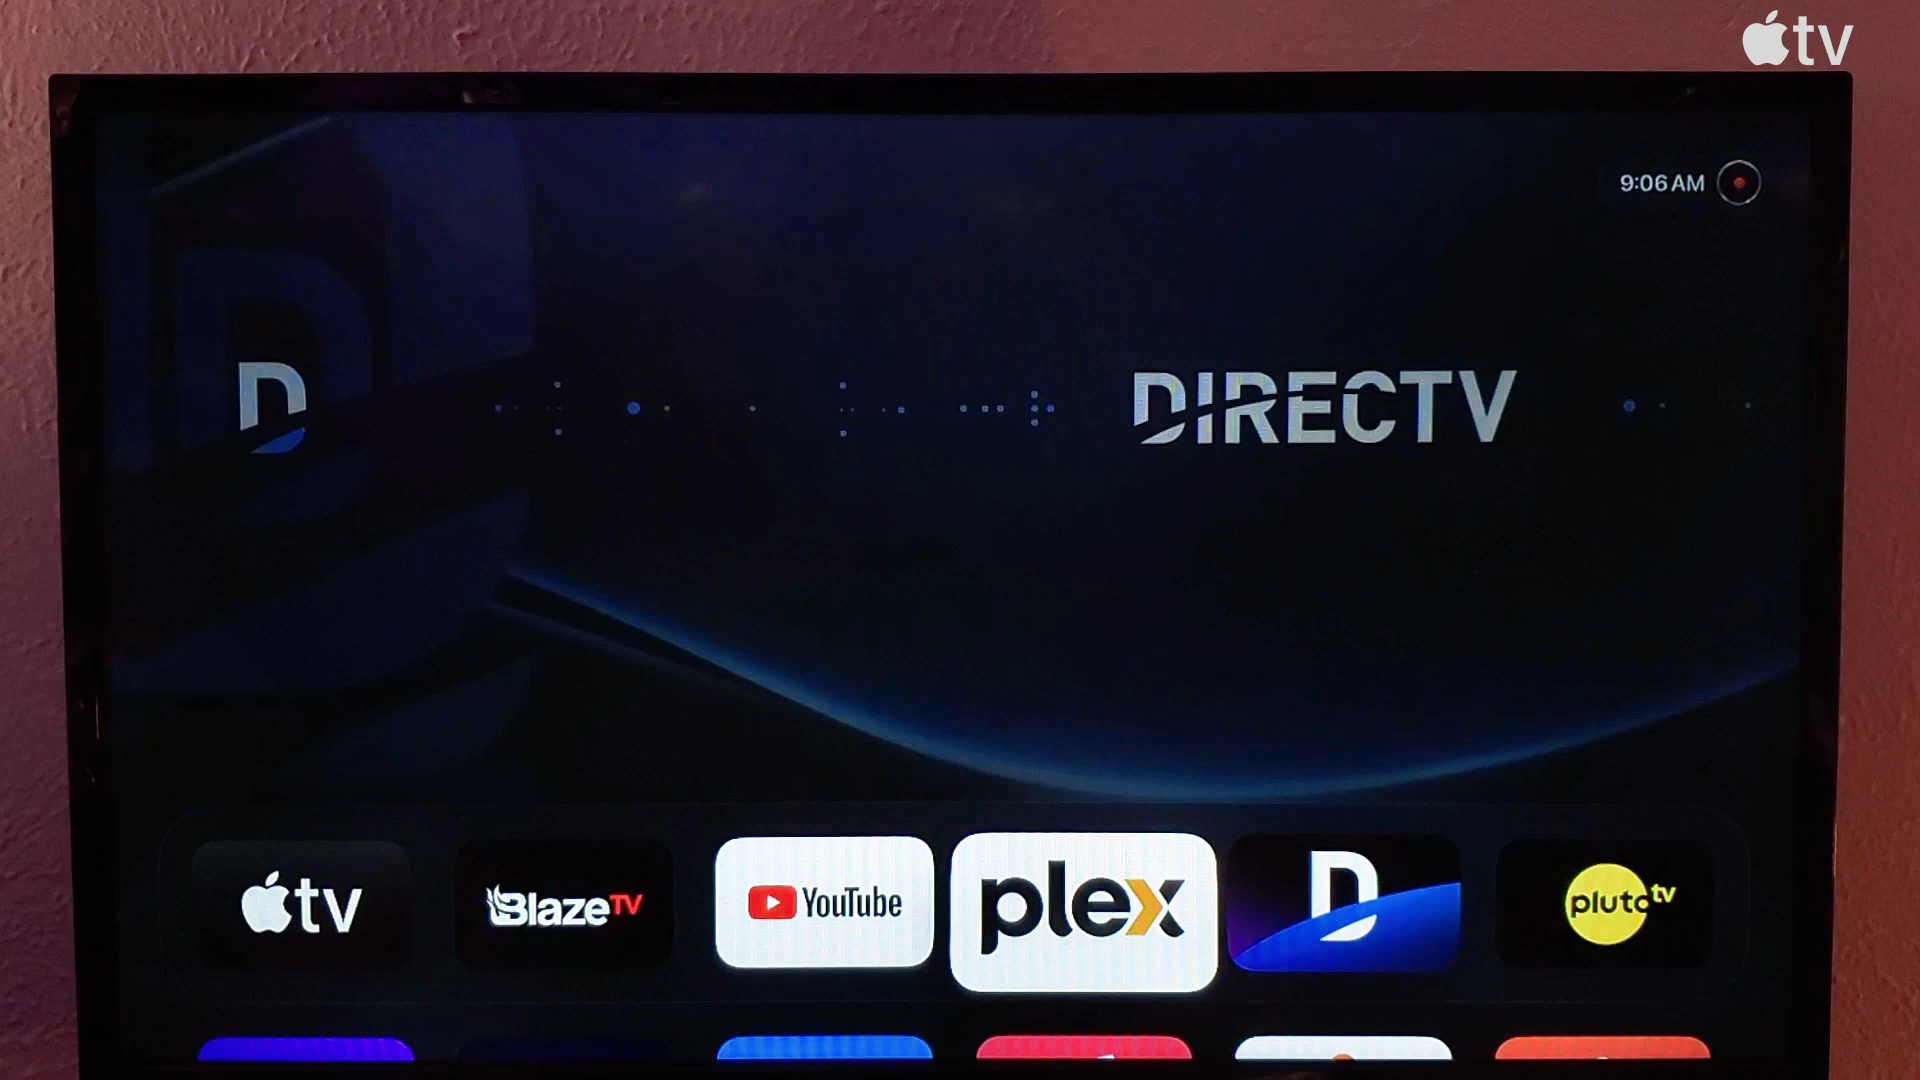 tv
9:06 AM
D
DIRECTV
tv
BlazeTV
YouTube
plex
D
pluto tv